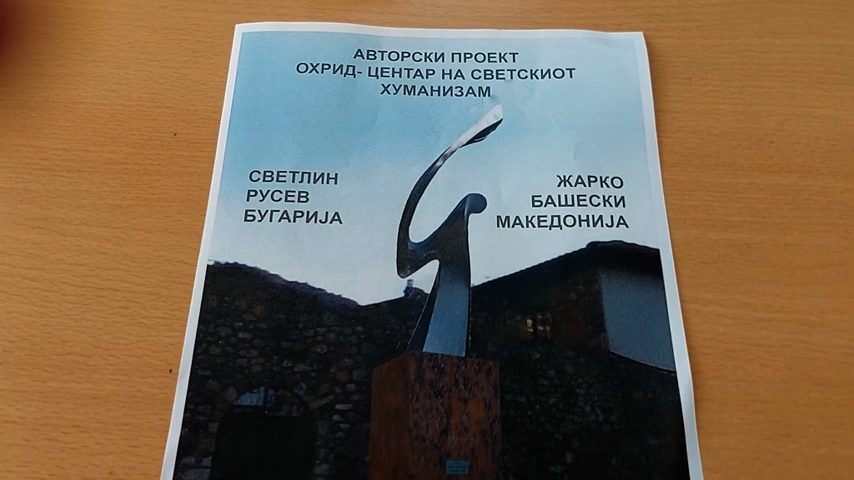 АВТОРСКИ ПРОЕКТ
ОХРИД- ЦЕНТАР НА СВЕТСКИОТ
ХУМАНИЗАМ
СВЕТЛИН
РУСЕВ
БУГАРИЈА
ЖАРКО
БАШЕСКИ
МАКЕДОНИЈА